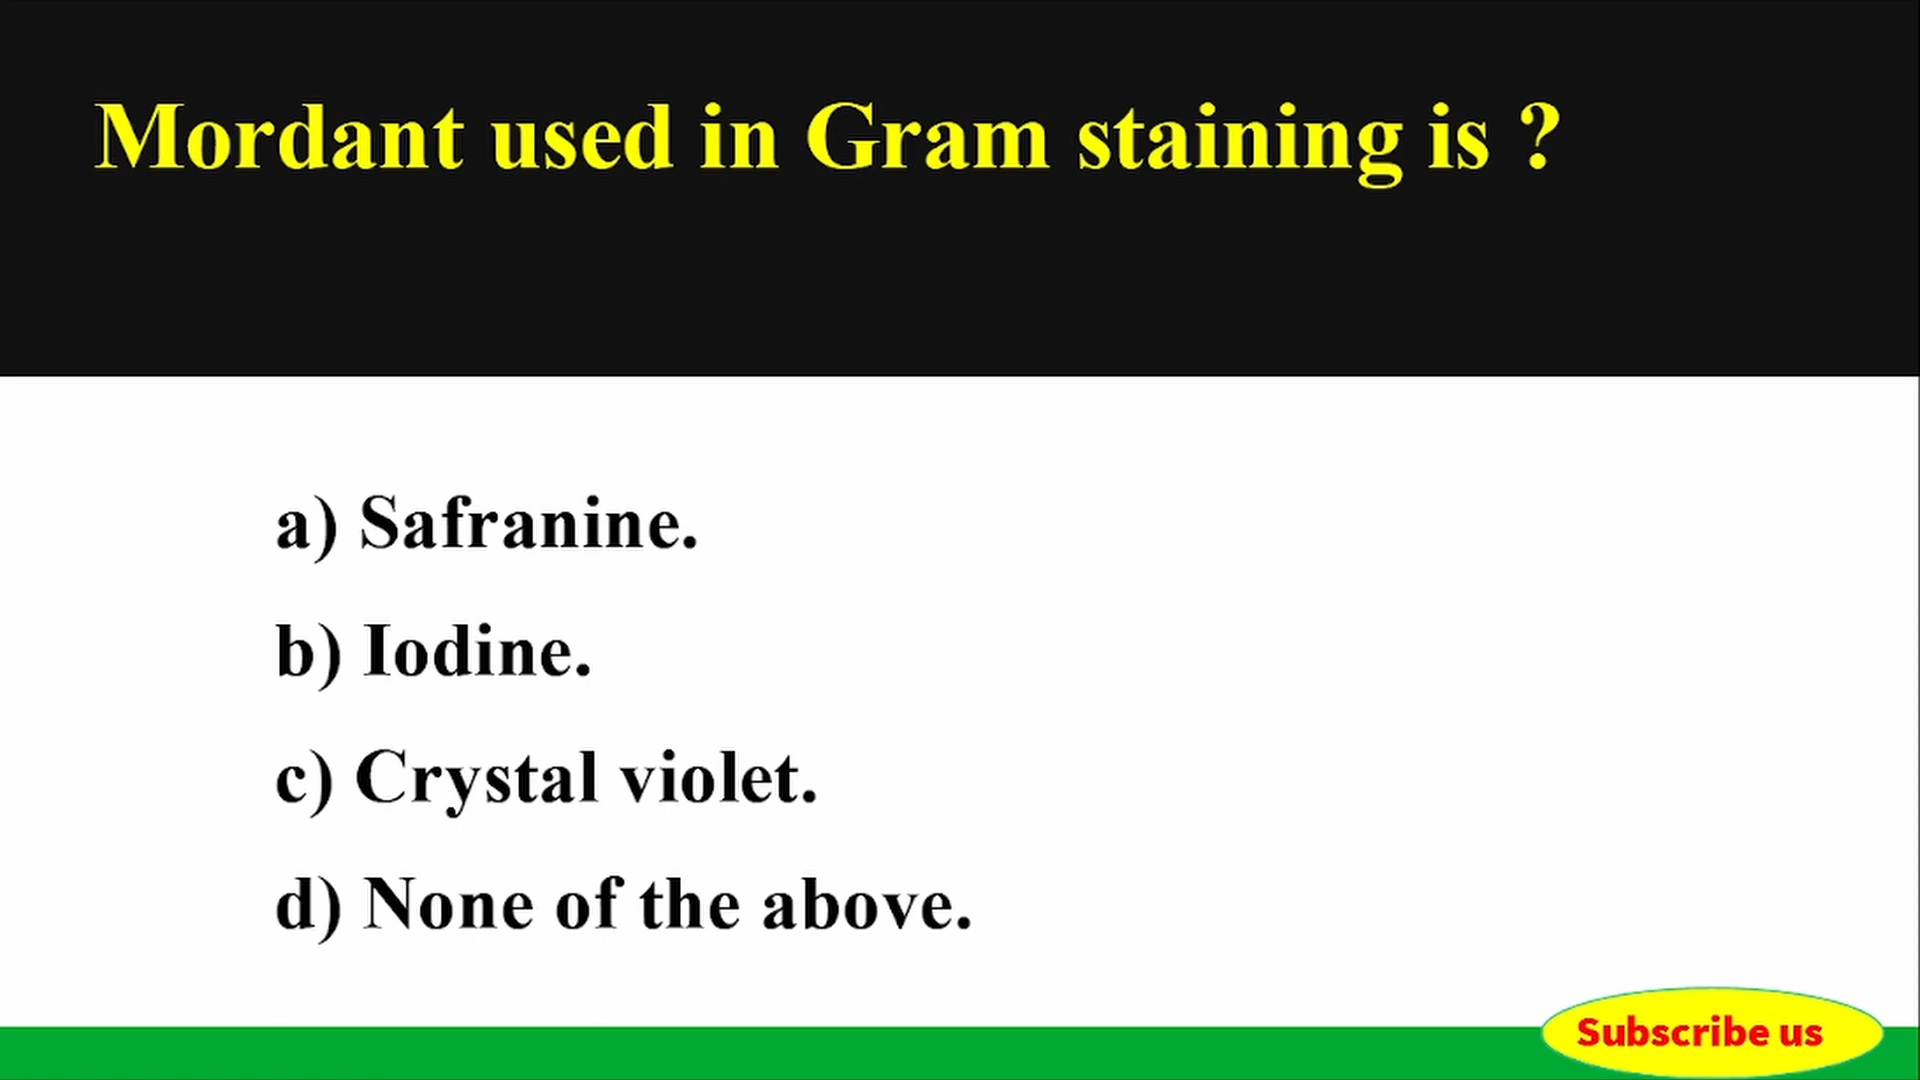 Mordant used in Gram staining is ?
a) Safranine.
b) Iodine.
c) Crystal violet.
d) None of the above.
Subscribe us